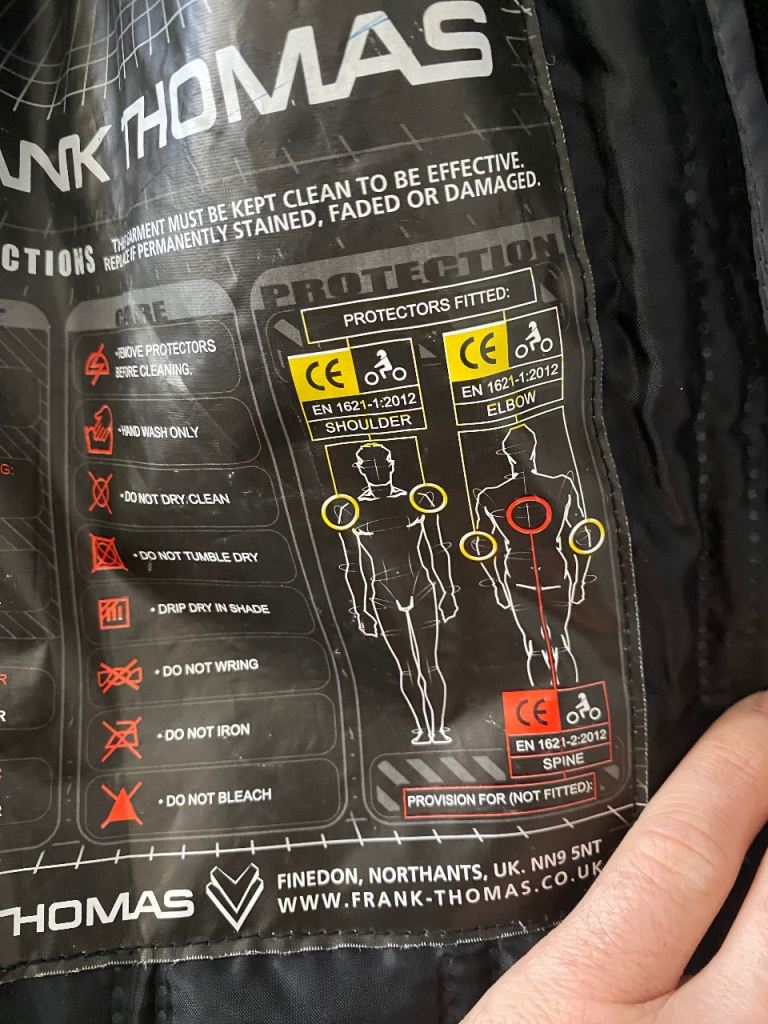 ANK THOMAS
CTIONS
THIS GARMENT MUST BE KEPT CLEAN TO BE EFFECTIVE.
REPLACE IF PERMANENTLY STAINED, FADED OR DAMAGED.
G:
R
R
R
CARE
•REMOVE PROTECTORS
BEFORE CLEANING.
• HAND WASH ONLY
• DO NOT DRY CLEAN
• DO NOT TUMBLE DRY
• DRIP DRY IN SHADE
• DO NOT WRING
• DO NOT IRON
• DO NOT BLEACH
PROTECTION
PROTECTORS FITTED:
CE
EN 1621-1:2012
SHOULDER
CE
EN 1621-1:2012
ELBOW
CE
EN 1621-2:2012
SPINE
PROVISION FOR (NOT FITTED):
THOMAS
FINEDON, NORTHANTS, UK. NN9 5NT
WWW.FRANK-THOMAS.CO.UK